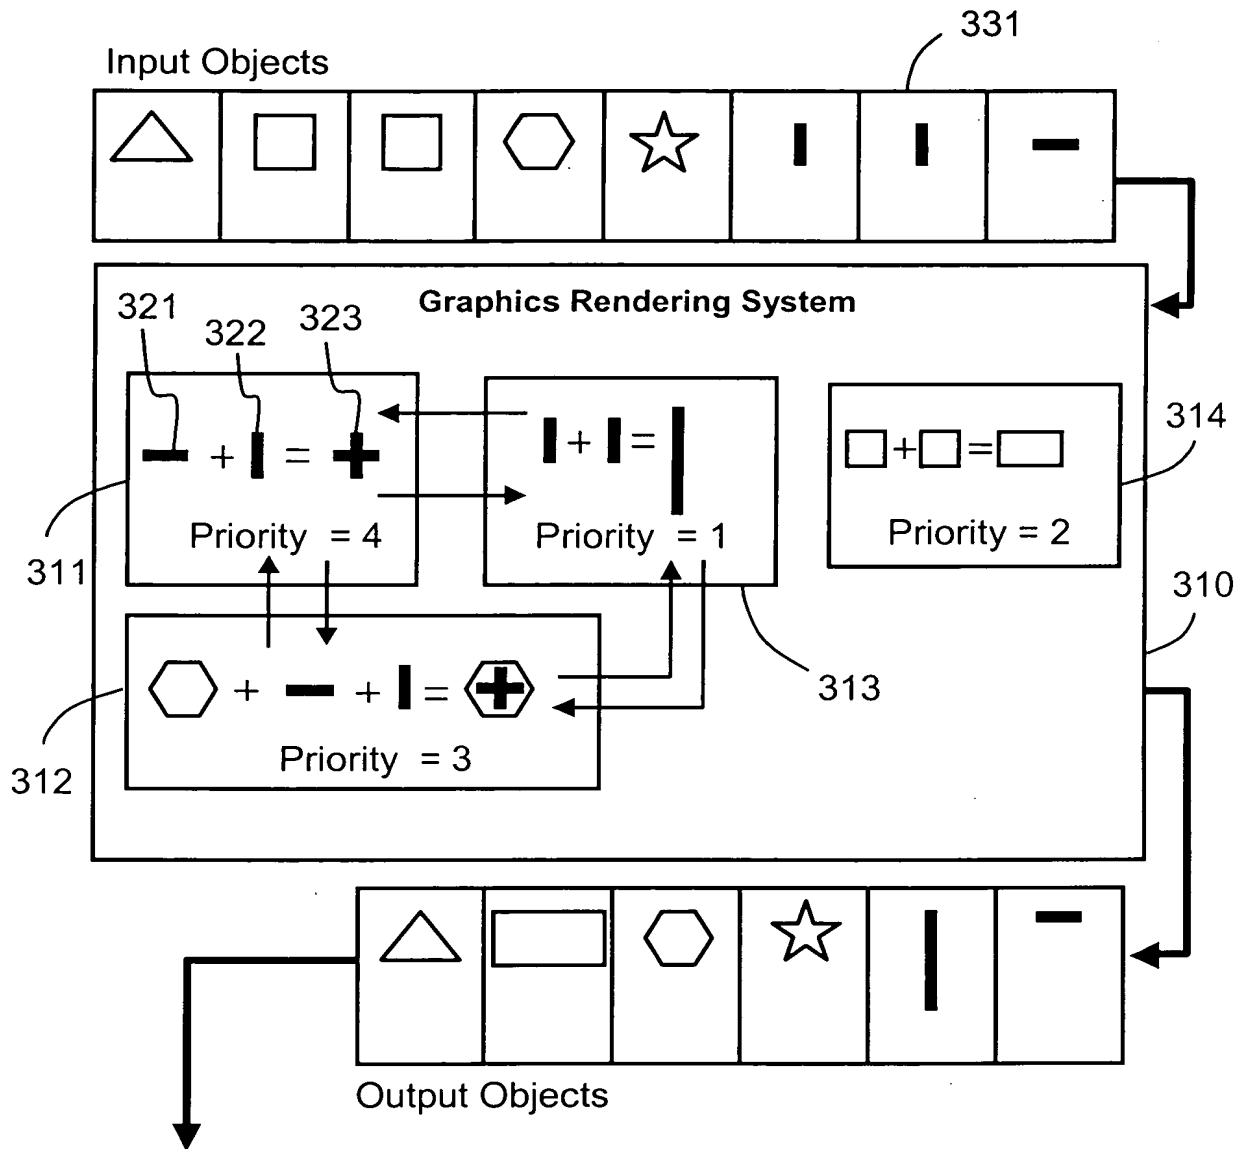 331
Input Objects
Graphics Rendering System
321
322
323
+ =
+ =
+ =
314
Priority = 4
Priority = 1
Priority = 2
311
310
+ + =
313
312
Priority = 3
Output Objects